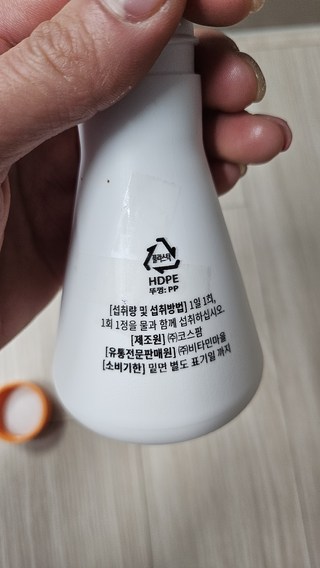 플라스틱
HDPE
뚜껑: PP
[섭취량 및 섭취방법] 1일 1회,
1회 1정을 물과 함께 섭취하십시오.
[제조원] ㈜코스팜
[유통전문판매원] ㈜비타민마을
[소비기한] 밑면 별도 표기일 까지